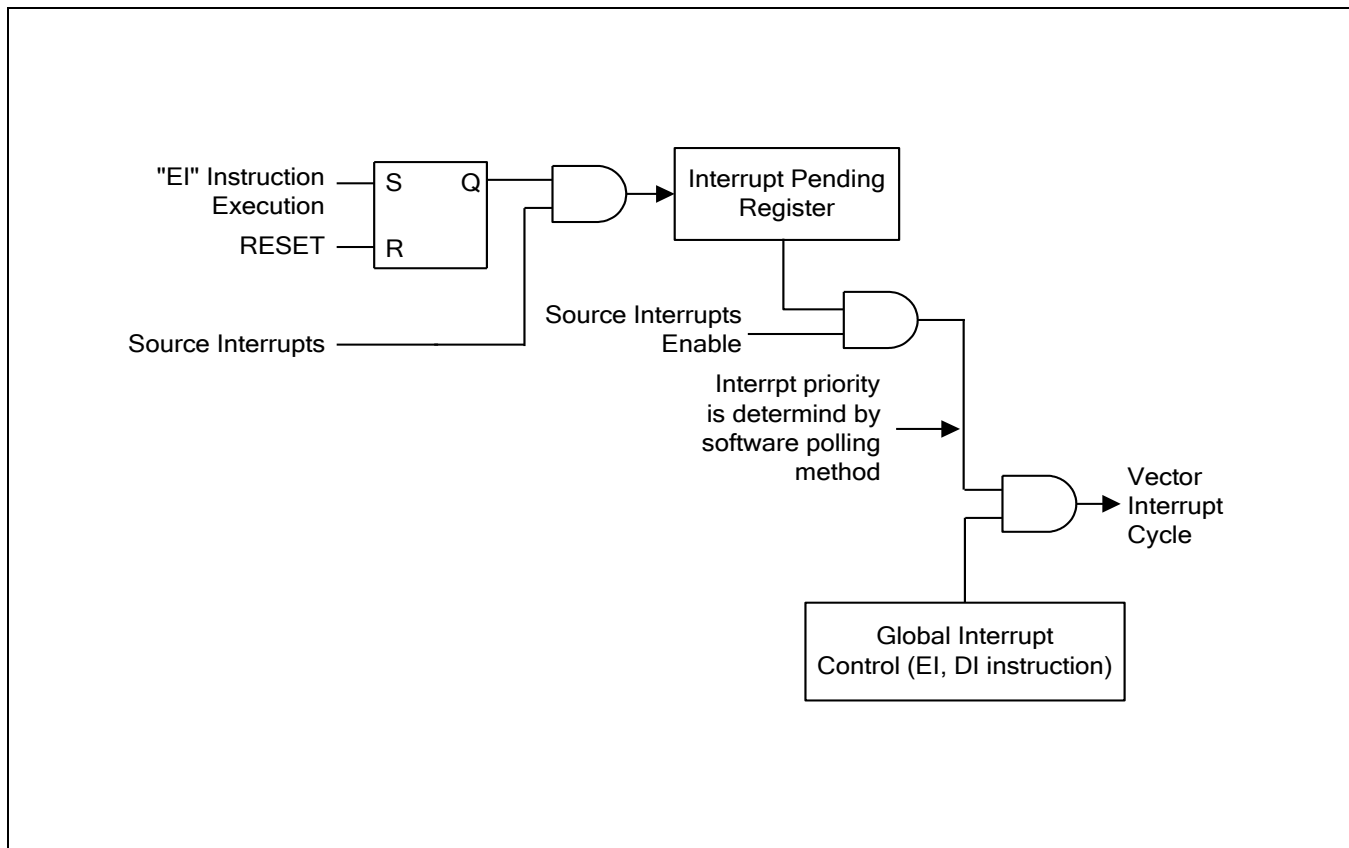 "EI" Instruction
Execution
S
Q
RESET
R
Interrupt Pending
Register
Source Interrupts
Source Interrupts
Enable
Interrpt priority
is determind by
software polling
method
Vector
Interrupt
Cycle
Global Interrupt
Control (EI, DI instruction)